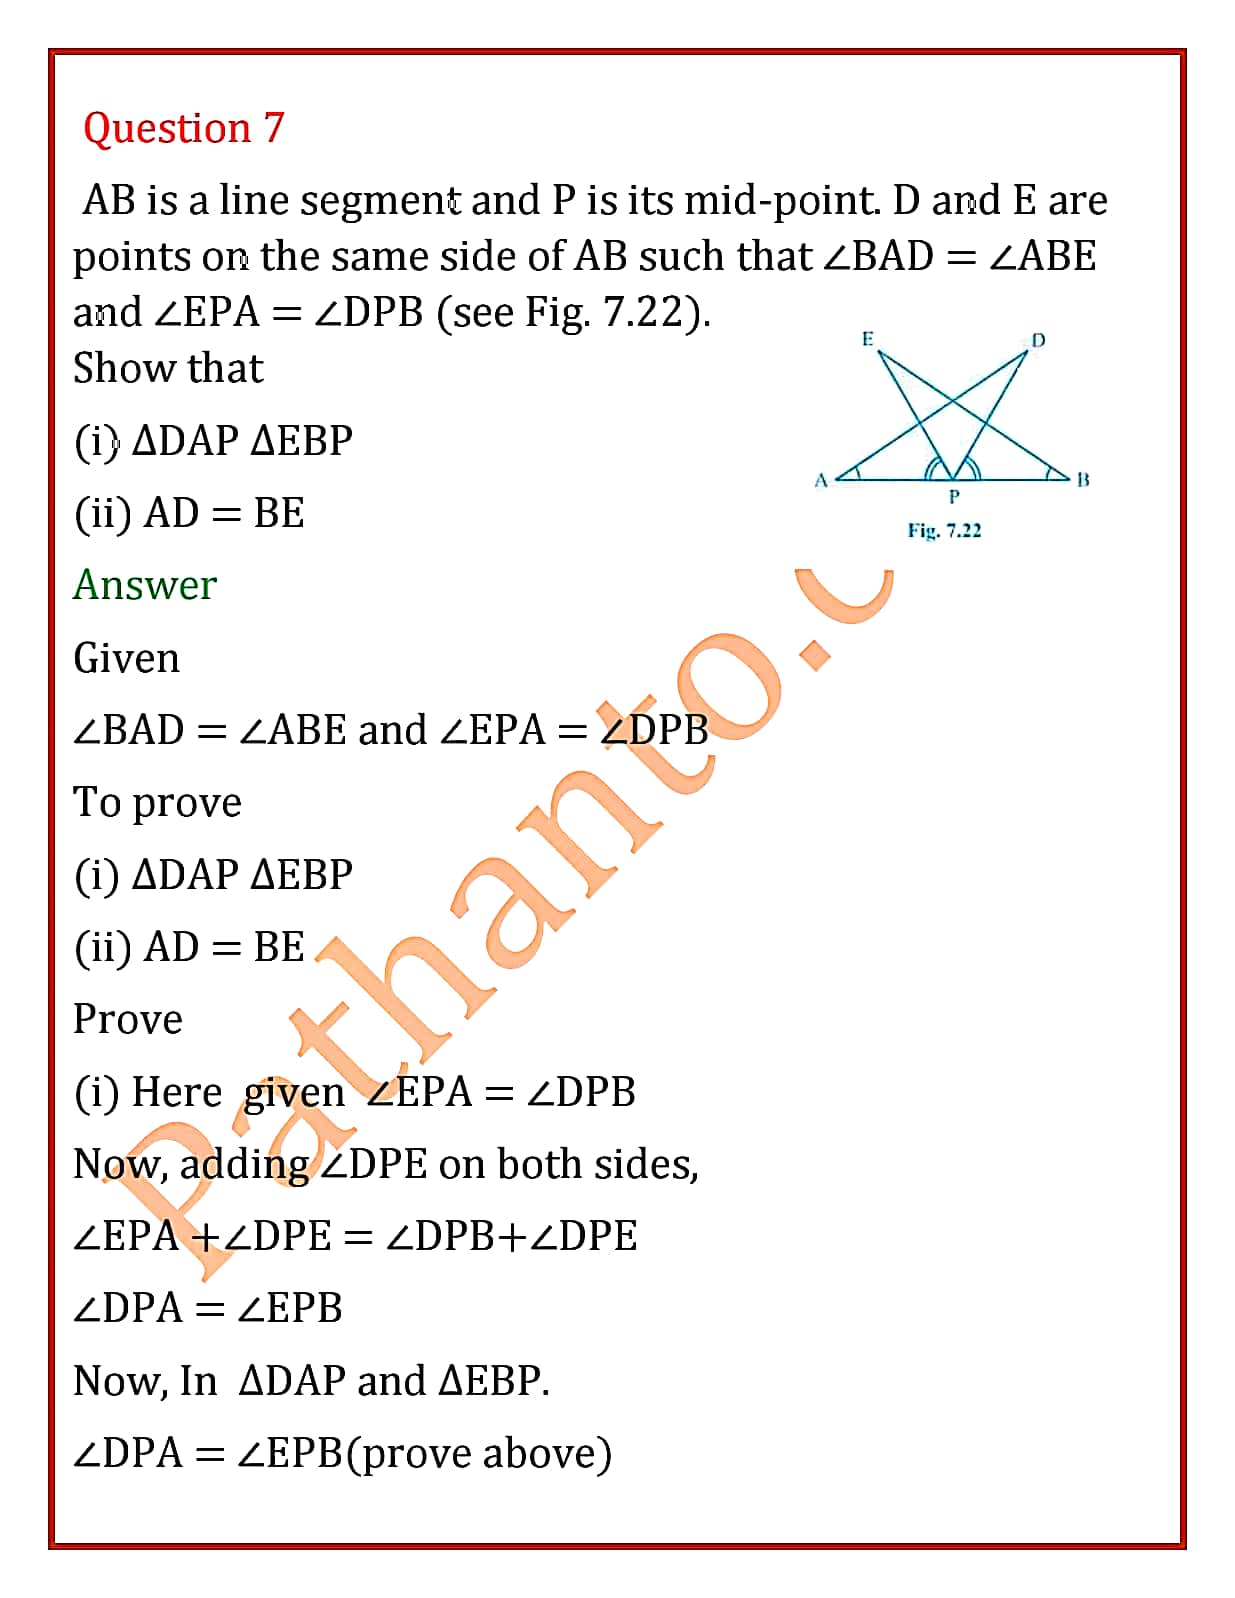 Question 7
AB is a line segment and P is its mid-point. D and E are
points on the same side of AB such that ∠BAD = ∠ABE
and ∠EPA = ∠DPB (see Fig. 7.22).
Show that
(i) ΔDAP ΔEBP
(ii) AD = BE
E
D
A
P
B
Fig. 7.22
Answer
Given
∠BAD = ∠ABE and ∠EPA = ∠DPB
To prove
(i) ΔDAP ΔEBP
(ii) AD = BE
Prove
(i) Here given ∠EPA = ∠DPB
Now, adding ∠DPE on both sides,
∠EPA +∠DPE = ∠DPB+∠DPE
∠DPA = ∠EPB
Now, In ΔDAP and ΔEBP.
∠DPA = ∠EPB(prove above)
Pathanto.c